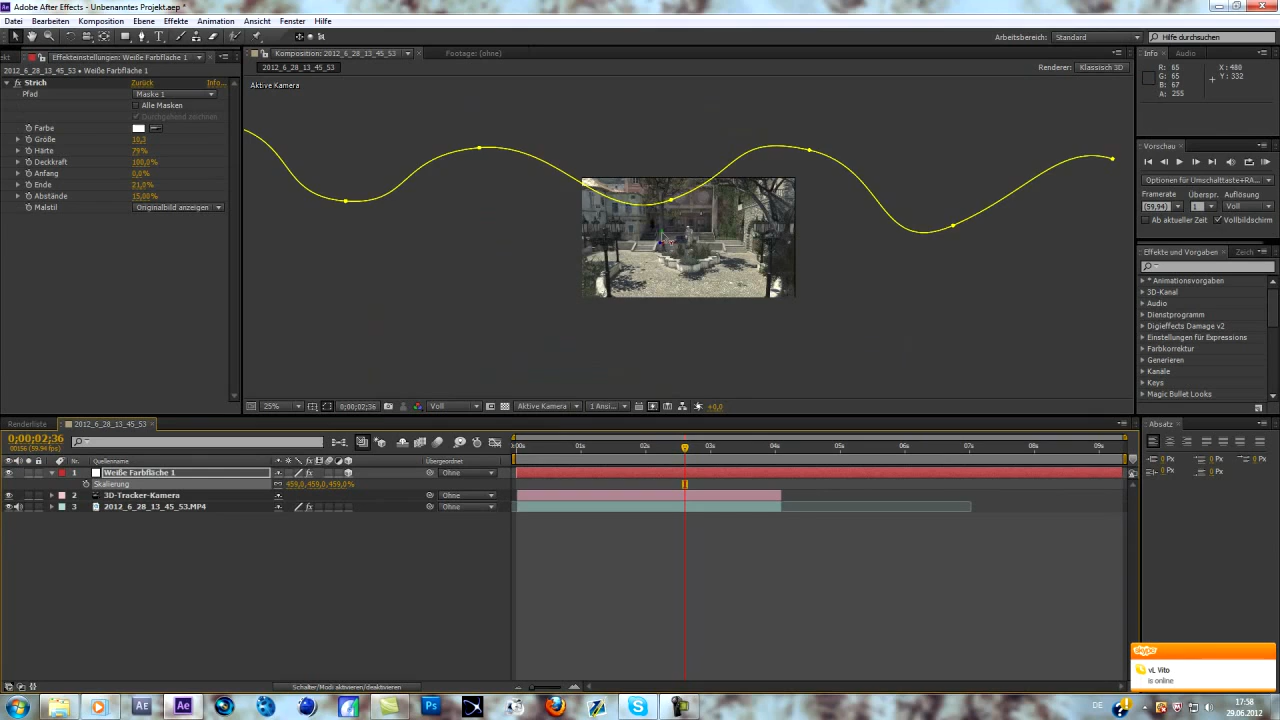 Adobe After Effects - Unbenanntes Projekt.aep *
Datei Bearbeiten Komposition Ebene Effekte Animation Ansicht Fenster Hilfe
Arbeitsbereich: Standard Hilfe durchsuchen
Effekteinstellungen: Weiße Farbfläche 1
Komposition: 2012_6_28_13_45_53
Footage: (ohne)
Info Audio
2012_6_28_13_45_53 • Weiße Farbfläche 1
2012_6_28_13_45_53
Renderer: Klassisch 3D
Strich Zurück Info...
Pfad Maske 1
Alle Masken
Durchgehend zeichnen
Farbe
Größe 10,3
Härte 79%
Deckkraft 100,0%
Anfang 0,0%
Ende 21,0%
Abstände 15,00%
Malstil Originalbild anzeigen
Aktive Kamera
R: 65
G: 65
B: 67
A: 255
X: 480
Y: 332
Vorschau
Optionen für Umschalttaste+RA...
Framerate Überspr. Auflösung
(59,94) 1 Voll
Ab aktueller Zeit Vollbildschirm
Effekte und Vorgaben Zeich
* Animationsvorgaben
3D-Kanal
Audio
Dienstprogramm
Digieffects Damage v2
Einstellungen für Expressions
Farbkorrektur
Generieren
Kanäle
Keys
Magic Bullet Looks
25% 0;00;02;36 Voll Aktive Kamera 1 Ansi... +0,0
Renderliste 2012_6_28_13_45_53
Absatz
0;00;02;36
00156 (59.94 fps)
01s 02s 03s 04s 05s 06s 07s 08s 09s
Nr. Quellenname Übergeordnet
1 Weiße Farbfläche 1 Ohne
Skalierung 459,0,459,0,459,0%
2 3D-Tracker-Kamera Ohne
3 2012_6_28_13_45_53.MP4 Ohne
0 Px 0 Px 0 Px
0 Px 0 Px
Schalter/Modi aktivieren/deaktivieren
skype
vL Vito
is online
DE
17:58
29.06.2012